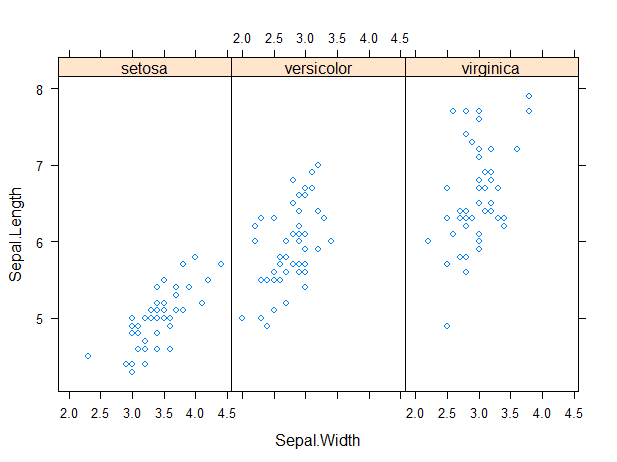 2.0 2.5 3.0 3.5 4.0 4.5
setosa versicolor virginica
8
7
6
5
Sepal.Length
2.0 2.5 3.0 3.5 4.0 4.5 2.0 2.5 3.0 3.5 4.0 4.5
Sepal.Width